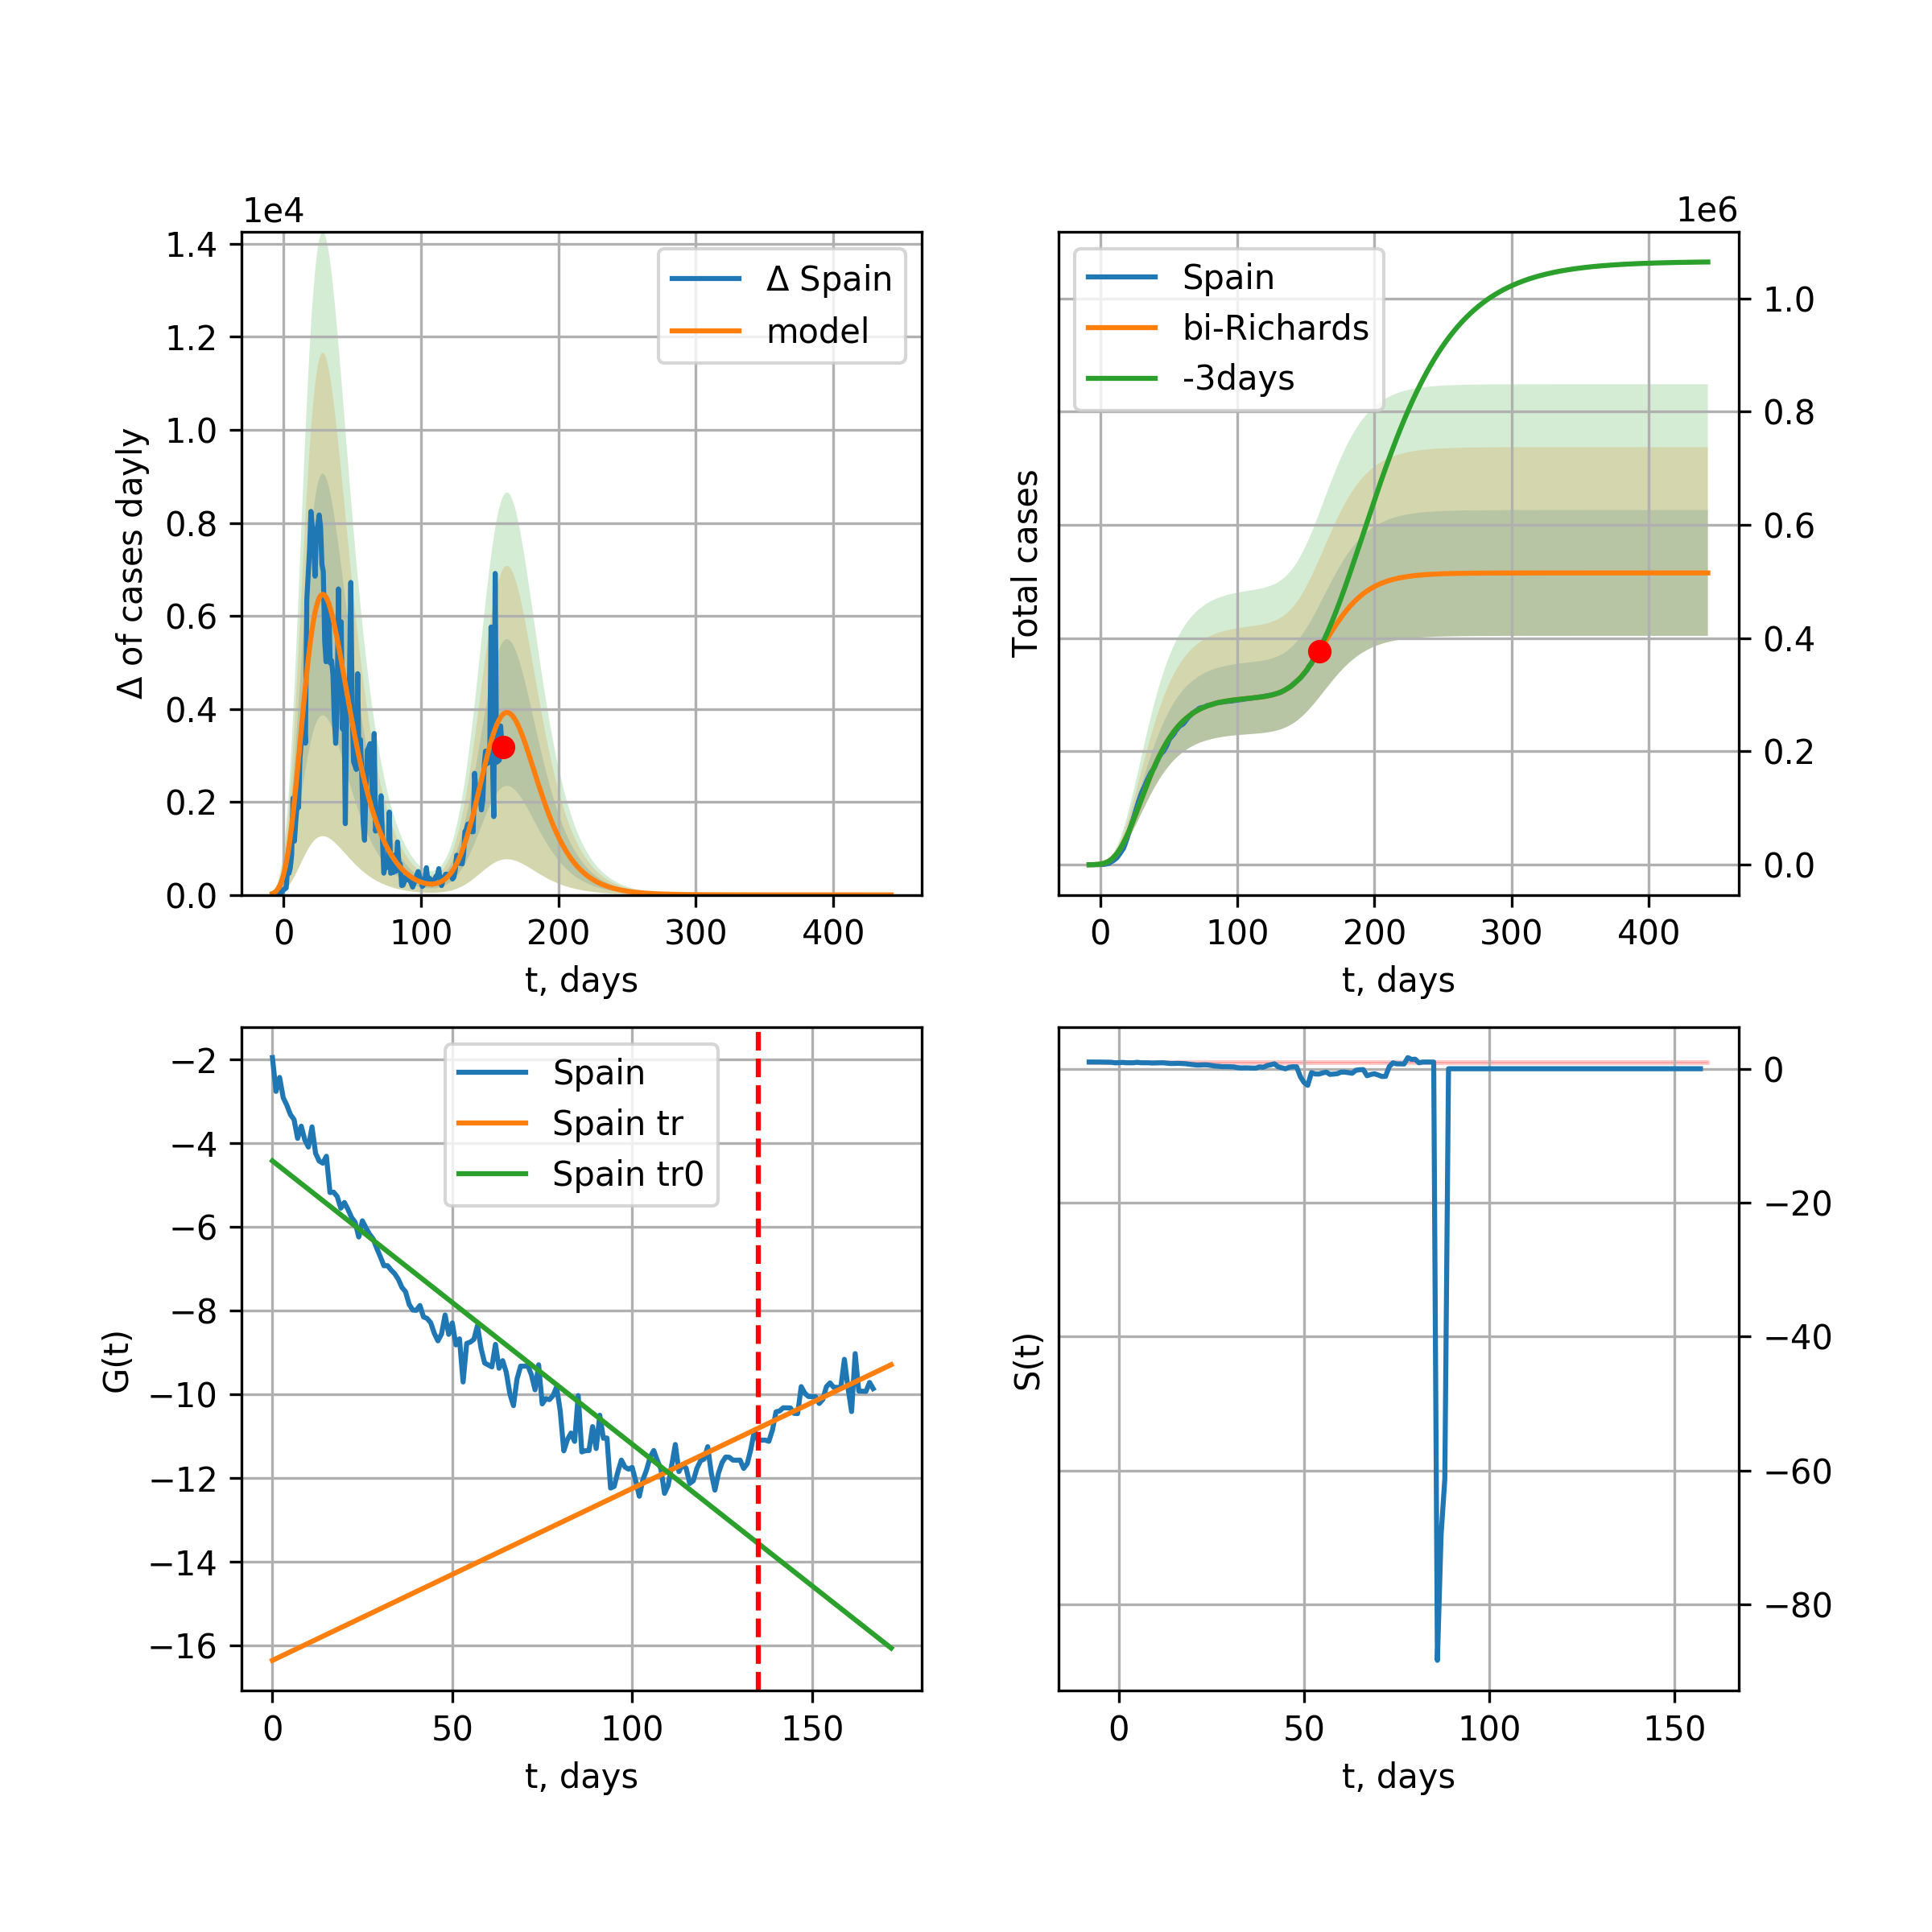 1e4
1.4
1.2
1.0
0.8
0.6
0.4
0.2
0.0
Δ of cases dayly
Δ Spain
model
0 100 200 300 400
t, days
1e6
1.0
0.8
0.6
0.4
0.2
0.0
Total cases
Spain
bi-Richards
-3days
0 100 200 300 400
t, days
−2
−4
−6
−8
−10
−12
−14
−16
G(t)
Spain
Spain tr
Spain tr0
0 50 100 150
t, days
S(t)
0
−20
−40
−60
−80
0 50 100 150
t, days